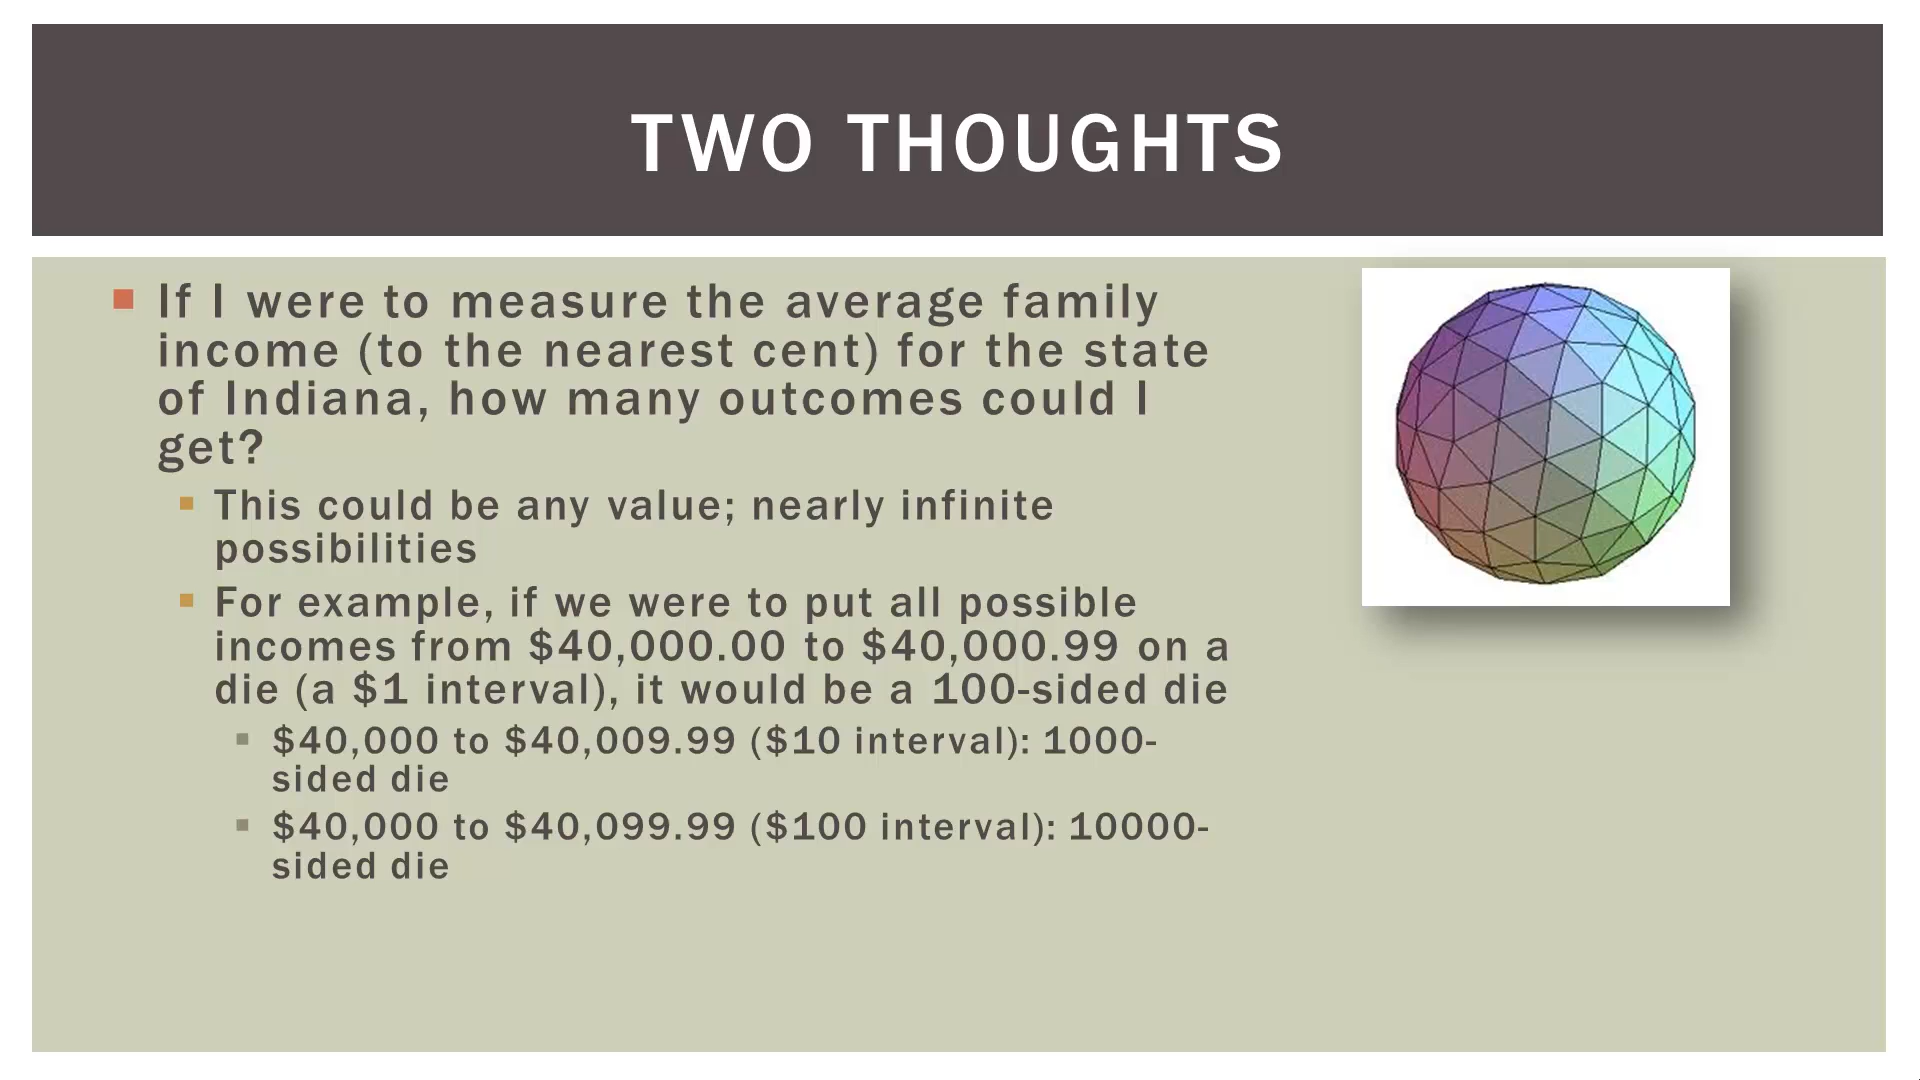 TWO THOUGHTS
If I were to measure the average family
income (to the nearest cent) for the state
of Indiana, how many outcomes could I
get?
This could be any value; nearly infinite
possibilities
For example, if we were to put all possible
incomes from $40,000.00 to $40,000.99 on a
die (a $1 interval), it would be a 100-sided die
$40,000 to $40,009.99 ($10 interval): 1000-
sided die
$40,000 to $40,099.99 ($100 interval): 10000-
sided die